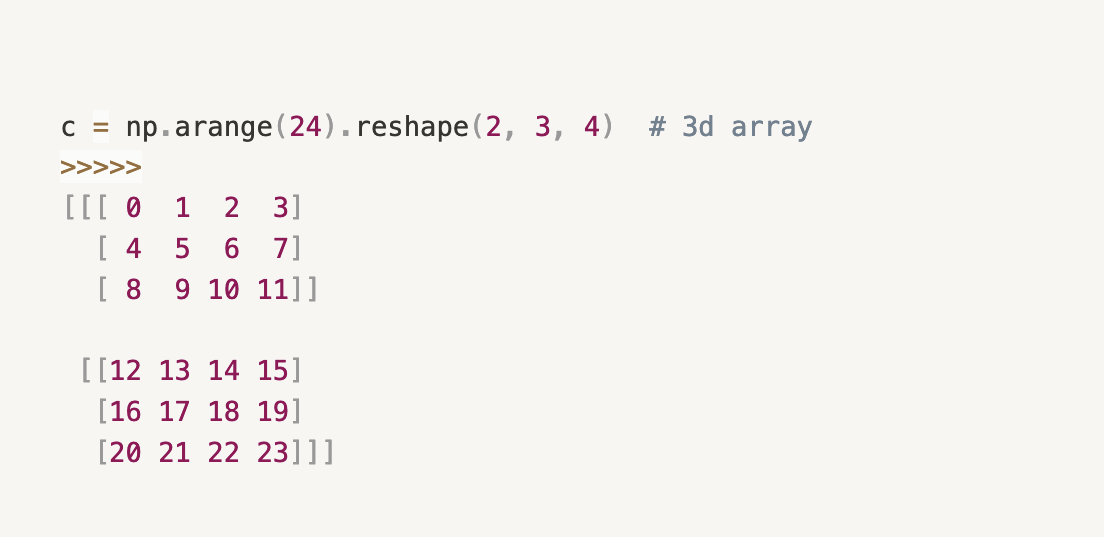 c = np.arange(24).reshape(2, 3, 4)  # 3d array
>>>>>
[[[ 0  1  2  3]
  [ 4  5  6  7]
  [ 8  9 10 11]]

 [[12 13 14 15]
  [16 17 18 19]
  [20 21 22 23]]]